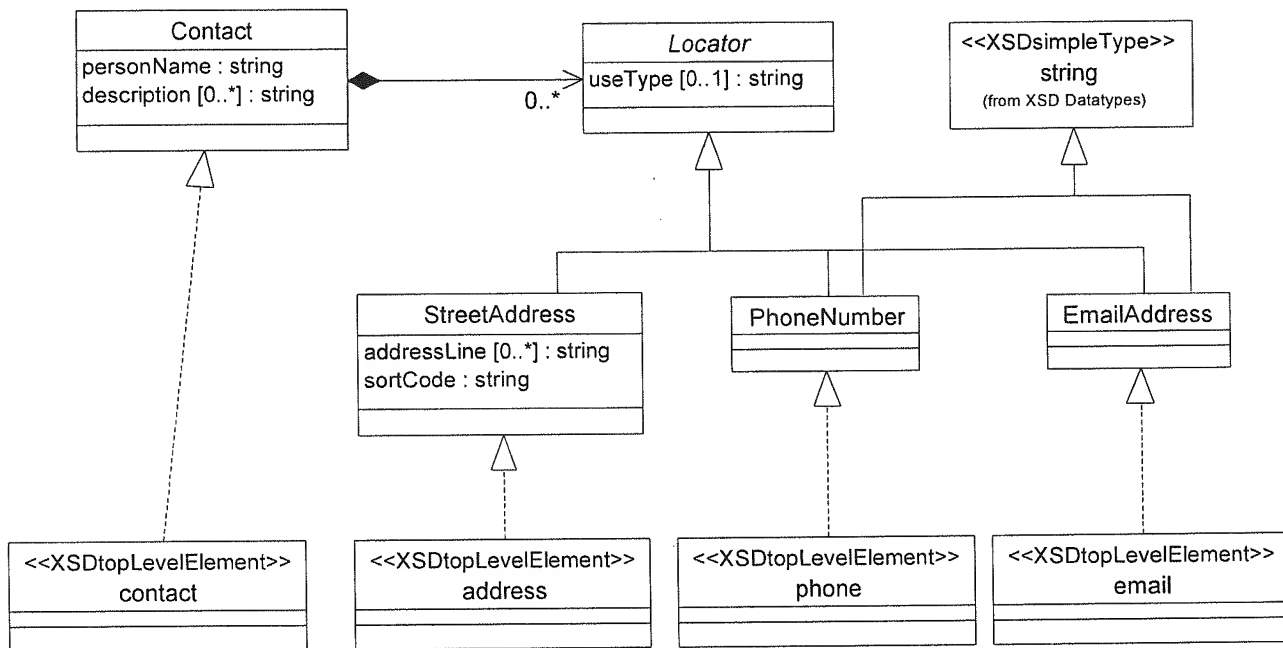 Contact
personName : string
description [0..*] : string
0..*
Locator
useType [0..1] : string
<<XSDsimpleType>>
string
(from XSD Datatypes)
StreetAddress
addressLine [0..*] : string
sortCode : string
PhoneNumber
EmailAddress
<<XSDtopLevelElement>>
contact
<<XSDtopLevelElement>>
address
<<XSDtopLevelElement>>
phone
<<XSDtopLevelElement>>
email